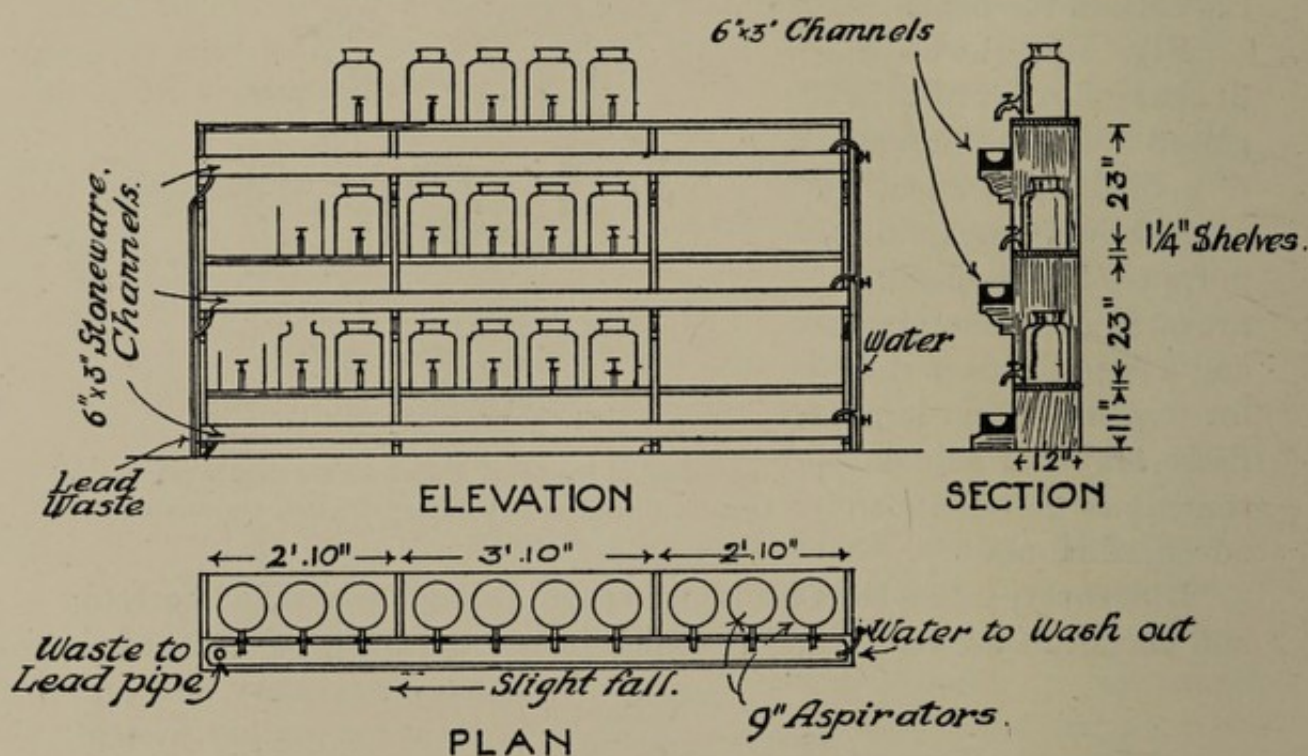 6"x3" Channels
6"x3" Stoneware.
Channels.
23"
1¼" Shelves.
23"
11"
12"
Water
Lead
Waste
ELEVATION
SECTION
2'.10"
3'.10"
2'.10"
Waste to
Lead pipe
Water to Wash out
Slight fall.
9" Aspirators.
PLAN